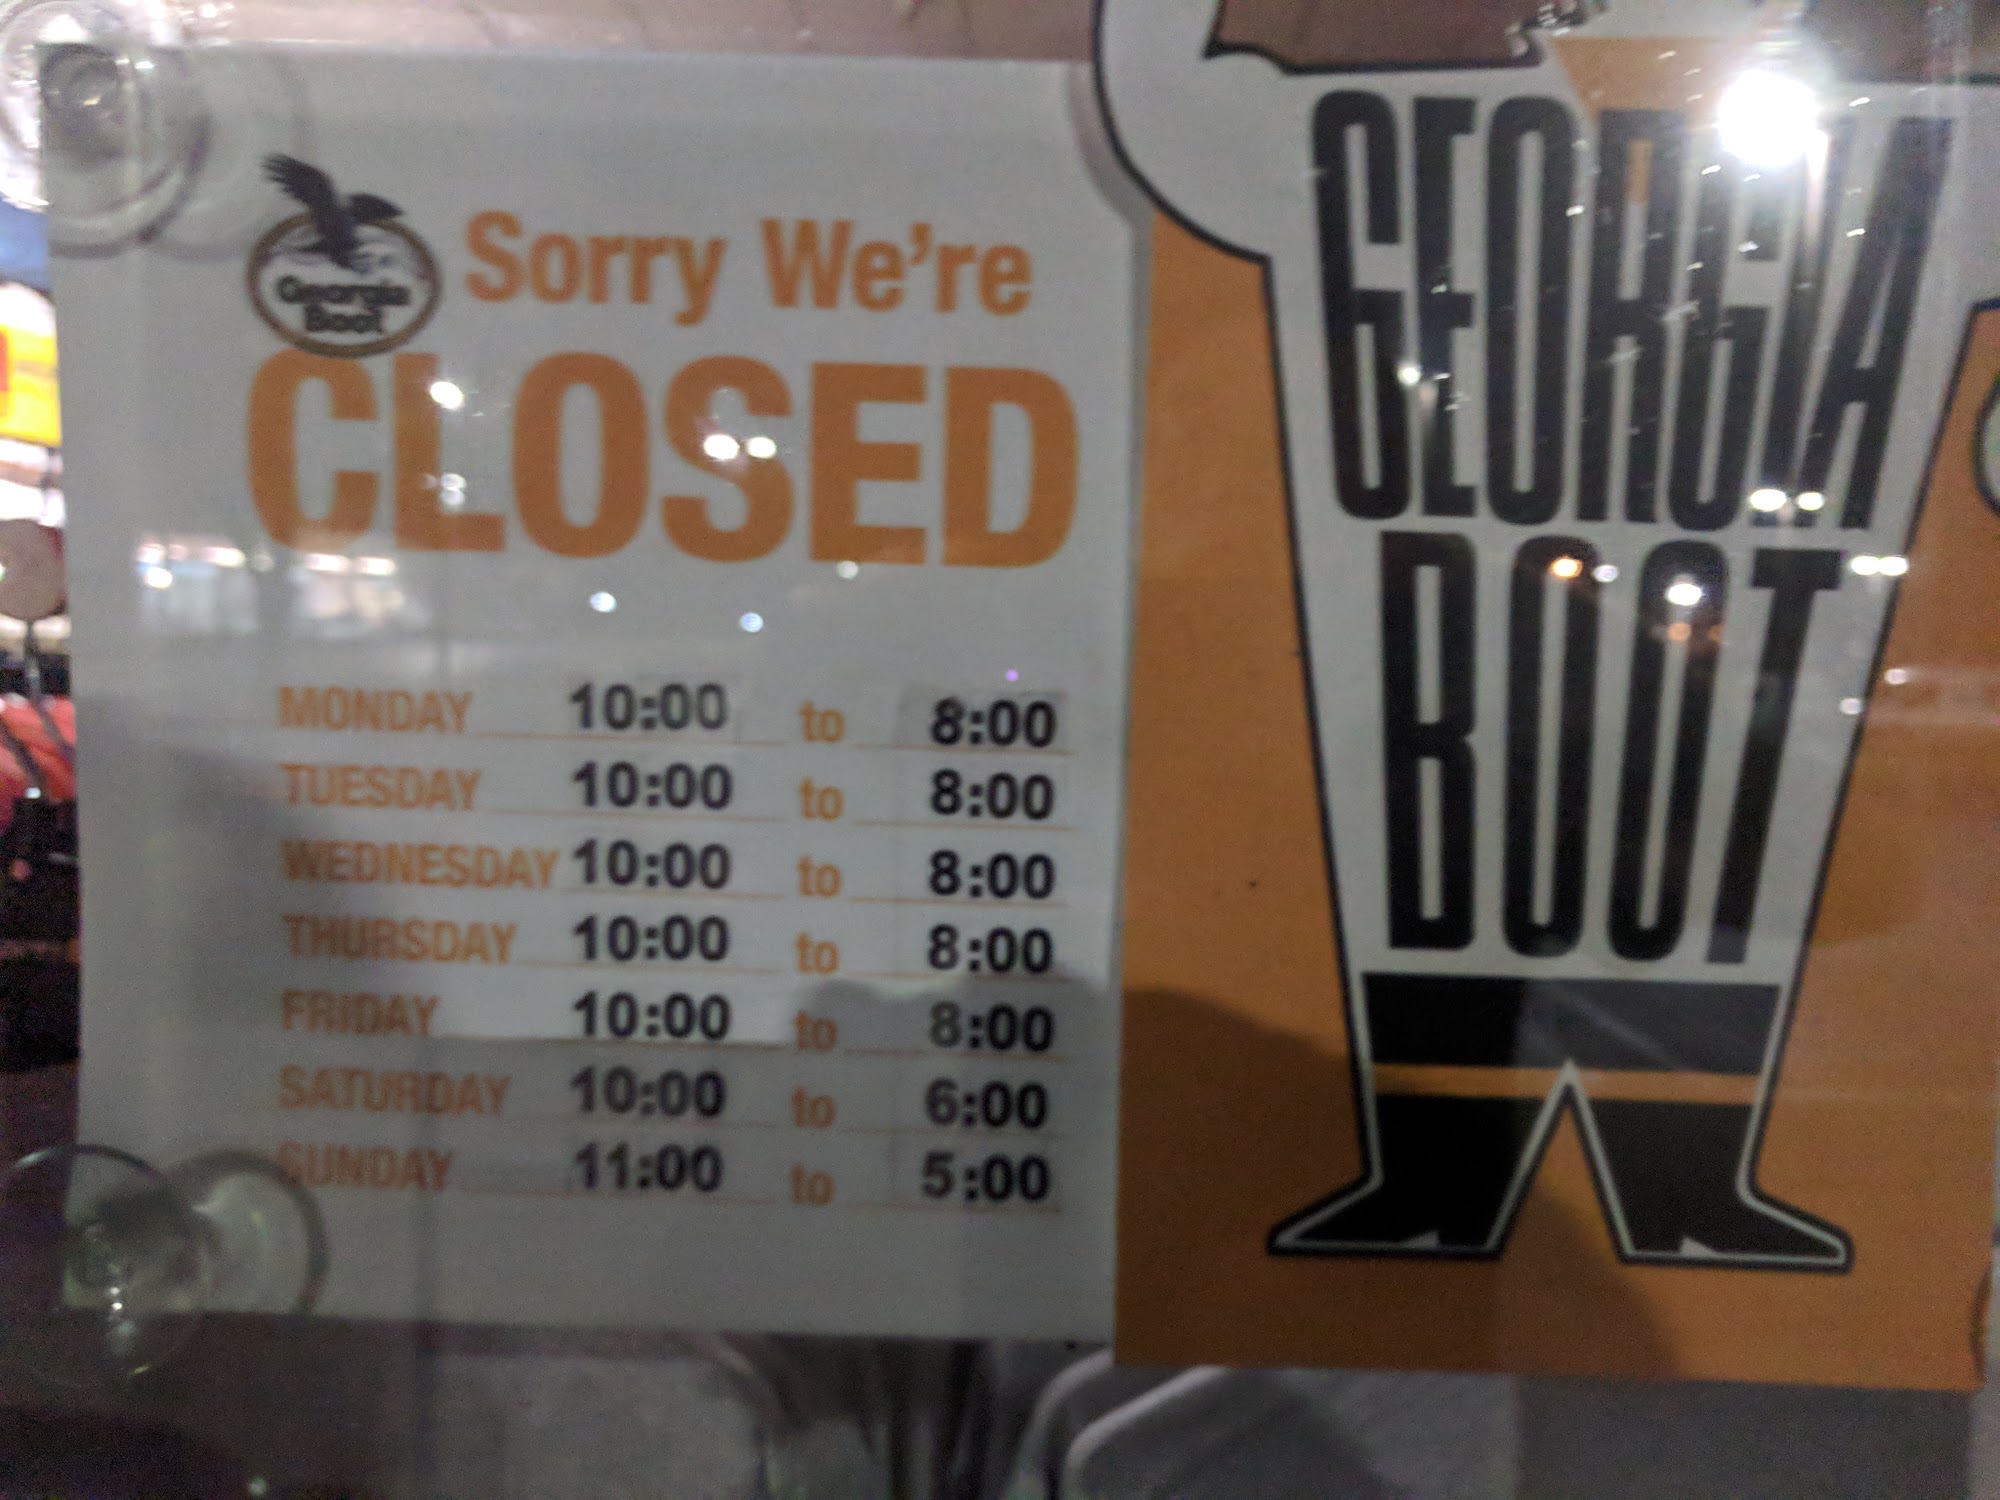 Georgia
Boot
Sorry We're
CLOSED
MONDAY 10:00 to 8:00
TUESDAY 10:00 to 8:00
WEDNESDAY 10:00 to 8:00
THURSDAY 10:00 to 8:00
FRIDAY 10:00 to 8:00
SATURDAY 10:00 to 6:00
SUNDAY 11:00 to 5:00
GEORGIA
BOOT